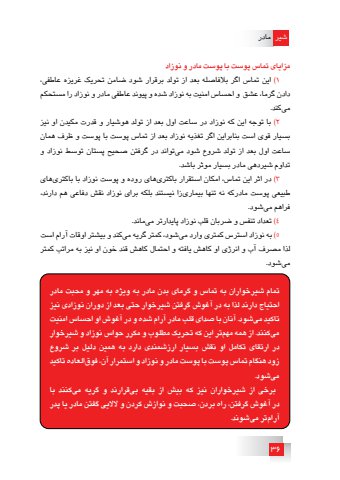 شیر مادر
مزایای تماس پوست با پوست مادر و نوزاد
۱) این تماس اگر بلافاصله بعد از تولد برقرار شود ضامن تحریک غریزه عاطفی،
دادن گرما، عشق و احساس امنیت به نوزاد شده و پیوند عاطفی مادر و نوزاد را مستحکم
می‌کند.
۲) با توجه این که نوزاد در ساعت اول بعد از تولد هوشیار و قدرت مکیدن او نیز
بسیار قوی است بنابراین اگر تغذیه نوزاد بعد از تماس پوست با پوست و ظرف همان
ساعت اول بعد از تولد شروع شود می‌تواند در گرفتن صحیح پستان توسط نوزاد و
تداوم شیردهی مادر بسیار موثر باشد.
۳) در اثر این تماس، امکان استقرار باکتری‌های روده و پوست نوزاد با باکتری‌های
طبیعی پوست مادرکه نه تنها بیماری‌زا نیستند بلکه برای نوزاد نقش دفاعی هم دارند،
فراهم می‌شود.
۴) تعداد تنفس و ضربان قلب نوزاد پایدارتر می‌ماند.
۵) به نوزاد استرس کمتری وارد می‌شود، کمتر گریه می‌کند و بیشتر اوقات آرام است
لذا مصرف آب و انرژی او کاهش یافته و احتمال کاهش قند خون او نیز به مراتب کمتر
می‌شود.
تمام شیرخواران به تماس و گرمای بدن مادر به ویژه به مهر و محبت مادر
احتیاج دارند لذا به در آغوش گرفتن شیرخوار حتی بعد از دوران نوزادی نیز
تاکید می‌شود. آنان با صدای قلب مادر آرام شده و در آغوش او احساس امنیت
می‌کنند. از همه مهم‌تر این که تحریک مطلوب و مکرر حواس نوزاد و شیرخوار
در ارتقای تکامل او نقش بسیار ارزشمندی دارد به همین دلیل بر شروع
زود هنگام تماس پوست با پوست مادر و نوزاد و استمرار آن، فوق‌العاده تاکید
می‌شود.
برخی از شیرخواران نیز که بیش از بقیه بی‌قرارند و گریه می‌کنند با
در آغوش گرفتن، راه بردن، صحبت و نوازش کردن و لالایی گفتن مادر یا پدر
آرام‌تر می‌شوند.
۳۶